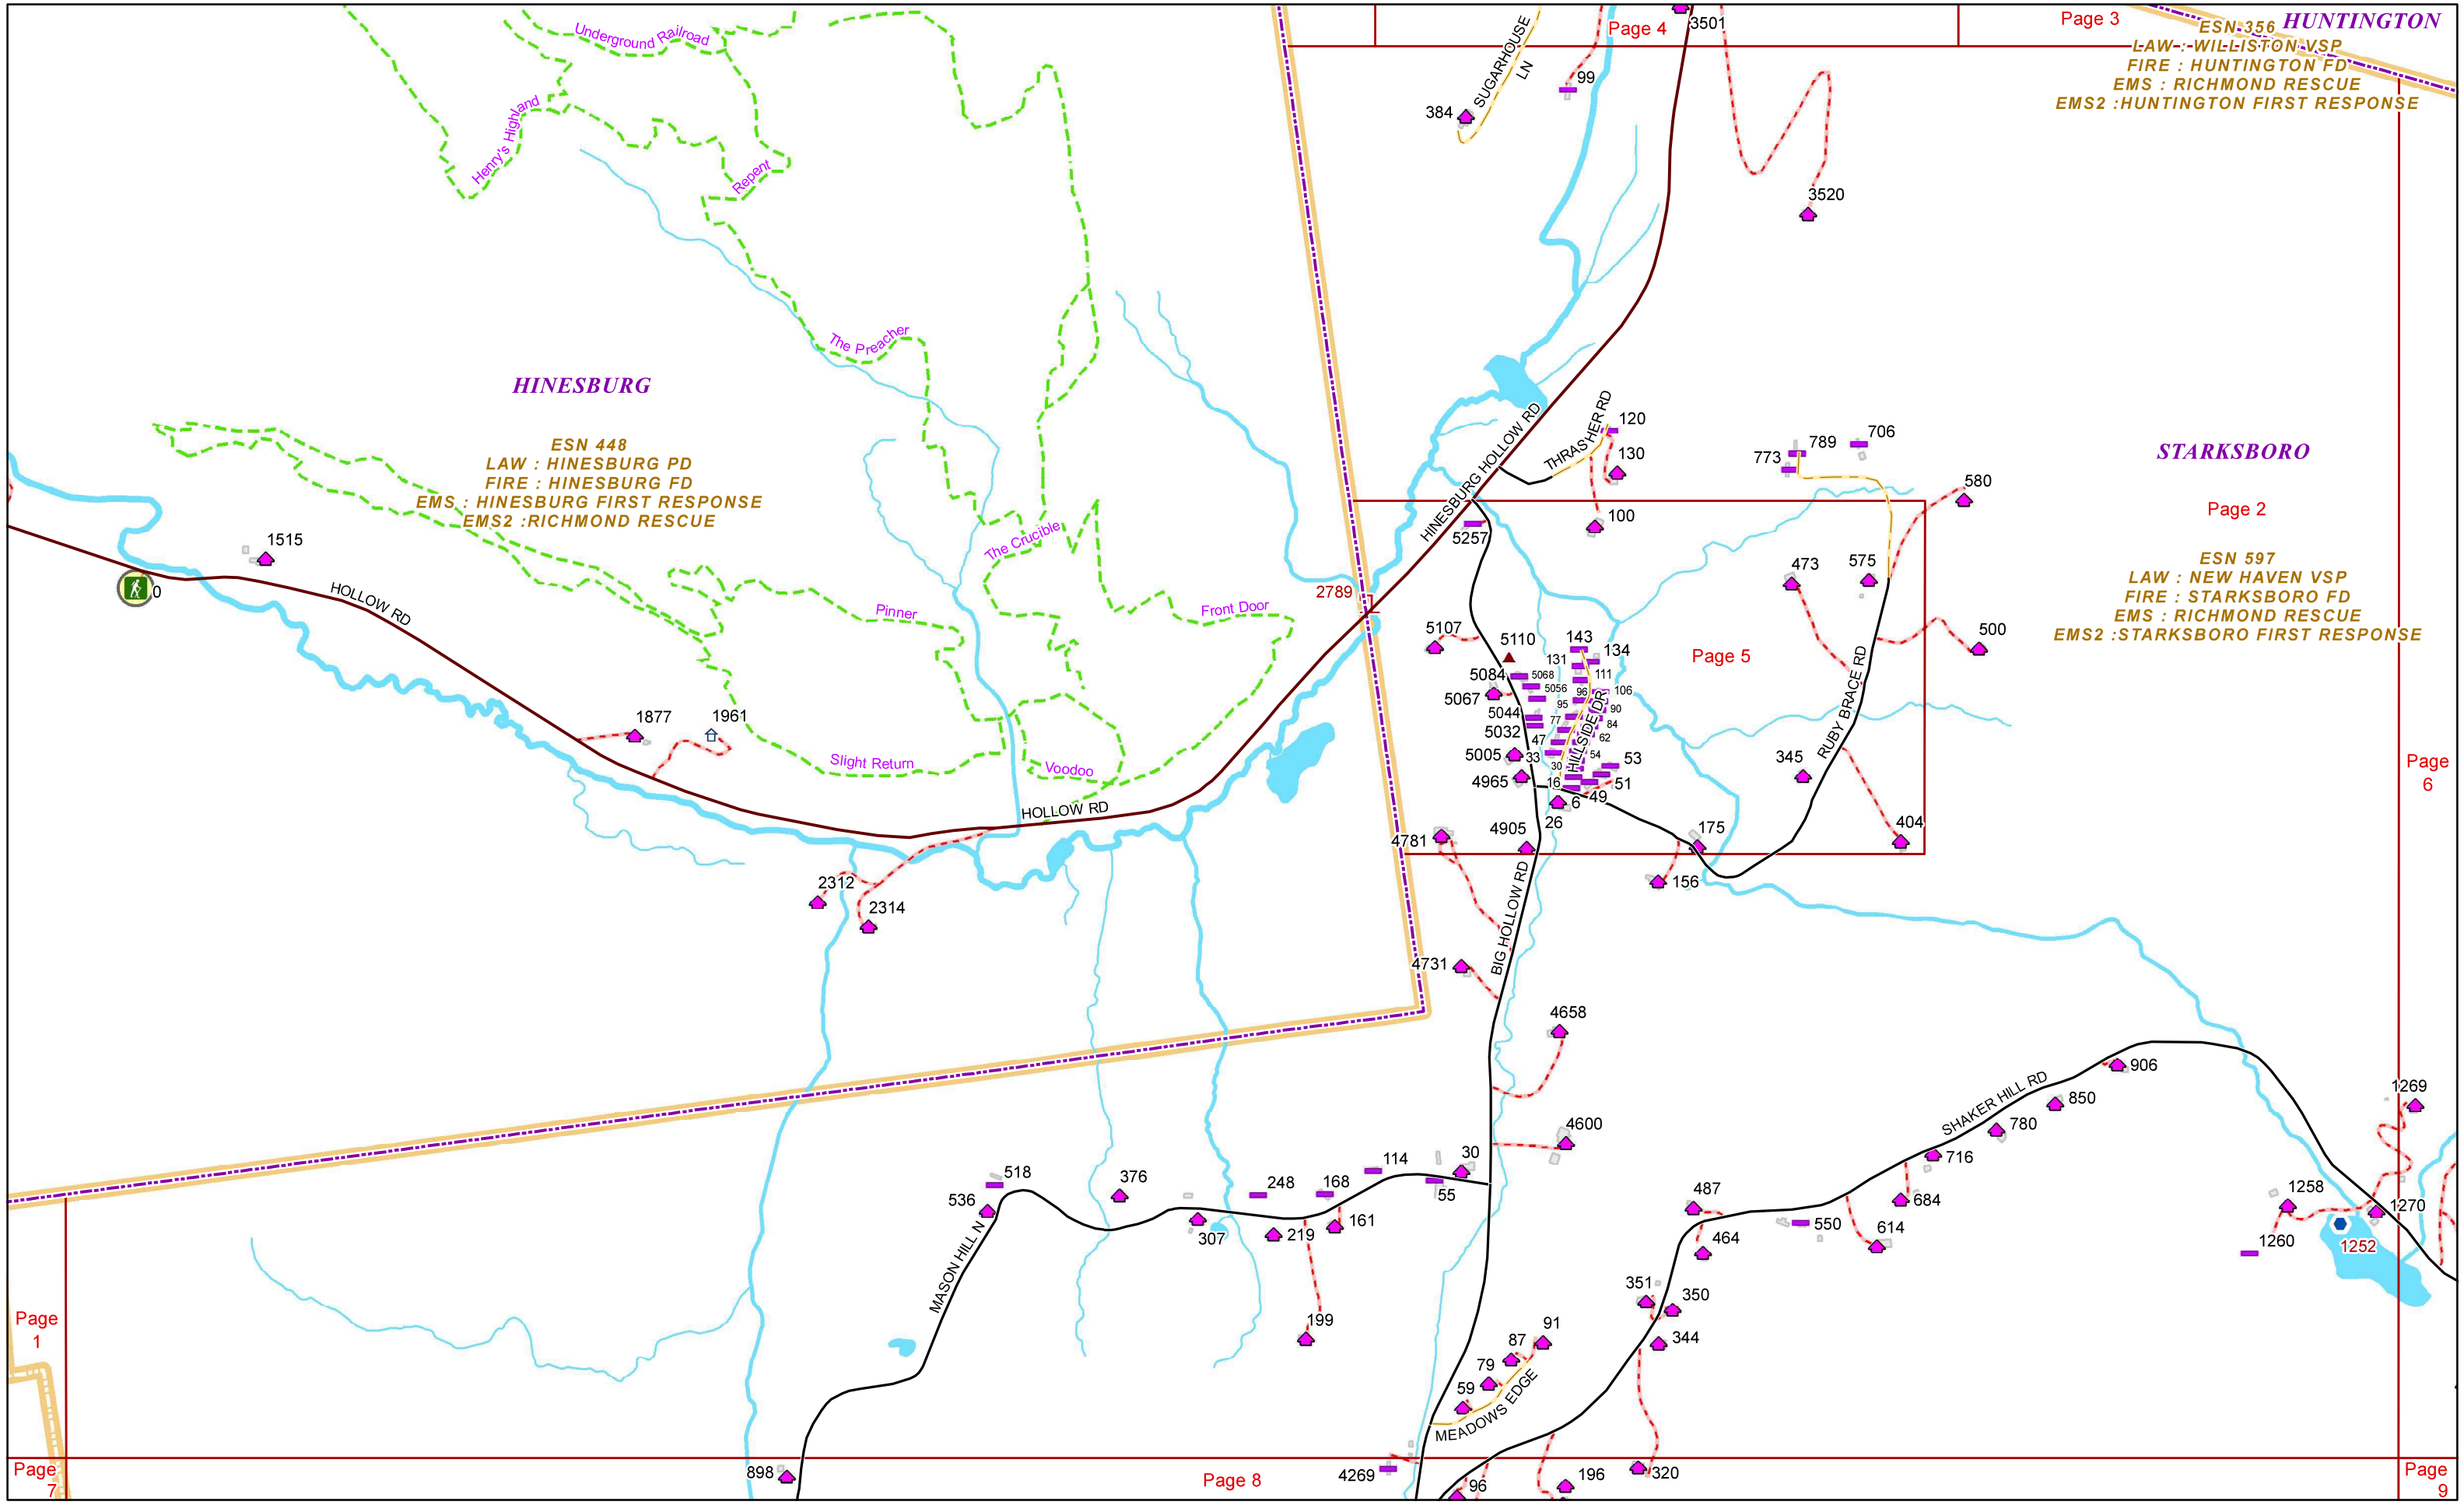 Underground Railroad
Henry's Highland
Repent
The Preacher
HINESBURG
ESN 448
LAW : HINESBURG PD
FIRE : HINESBURG FD
EMS : HINESBURG FIRST RESPONSE
EMS2 :RICHMOND RESCUE
The Crucible
Pinner
Front Door
Slight Return
Voodoo
1515
0
HOLLOW RD
1877
1961
HOLLOW RD
2312
2314
2789
Page 4
Page 3
3501
SUGARHOUSE
LN
99
384
3520
HUNTINGTON
ESN 356
LAW : WILLISTON VSP
FIRE : HUNTINGTON FD
EMS : RICHMOND RESCUE
EMS2 :HUNTINGTON FIRST RESPONSE
HINESBURG HOLLOW RD
THRASHER RD
120
130
100
5257
789
706
773
580
STARKSBORO
Page 2
ESN 597
LAW : NEW HAVEN VSP
FIRE : STARKSBORO FD
EMS : RICHMOND RESCUE
EMS2 :STARKSBORO FIRST RESPONSE
473
575
500
5107
5110
143
134
131
Page 5
5084
5068
111
5067
5056
96
106
95
90
5044
77
84
5032
47
62
HILLSIDE DR
5005
33
54
53
30
4965
16
51
6
49
26
RUBY BRACE RD
345
404
175
156
4781
4905
BIG HOLLOW RD
4731
4658
4600
Page
6
906
SHAKER HILL RD
850
780
716
684
1269
1258
1270
1260
1252
518
536
376
248
168
114
30
55
307
219
161
199
MASON HILL N
487
464
550
614
351
350
344
91
87
79
59
MEADOWS EDGE
Page
1
Page
7
898
Page 8
4269
96
196
320
Page
9